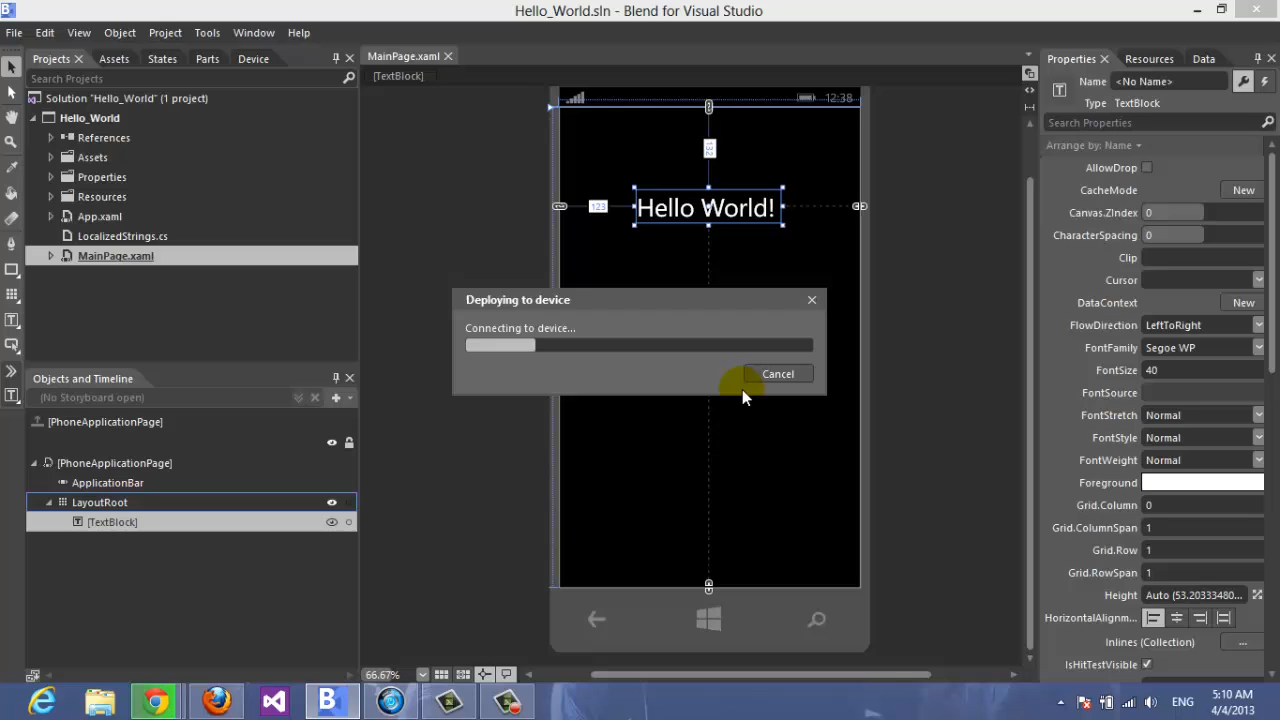 Hello_World.sln - Blend for Visual Studio
File Edit View Object Project Tools Window Help
Projects Assets States Parts Device
Search Projects
Solution "Hello_World" (1 project)
Hello_World
References
Assets
Properties
Resources
App.xaml
LocalizedStrings.cs
MainPage.xaml
Objects and Timeline
(No Storyboard open)
[PhoneApplicationPage]
[PhoneApplicationPage]
ApplicationBar
LayoutRoot
[TextBlock]
MainPage.xaml
[TextBlock]
12:38
132
123
Hello World!
Deploying to device
Connecting to device...
Cancel
66.67%
Properties Resources Data
Name <No Name>
Type TextBlock
Search Properties
Arrange by: Name
AllowDrop
CacheMode New
Canvas.ZIndex 0
CharacterSpacing 0
Clip
Cursor
DataContext New
FlowDirection LeftToRight
FontFamily Segoe WP
FontSize 40
FontSource
FontStretch Normal
FontStyle Normal
FontWeight Normal
Foreground
Grid.Column 0
Grid.ColumnSpan 1
Grid.Row 1
Grid.RowSpan 1
Height Auto (53.20333480...
HorizontalAlignm...
Inlines (Collection) ...
IsHitTestVisible
ENG
5:10 AM
4/4/2013